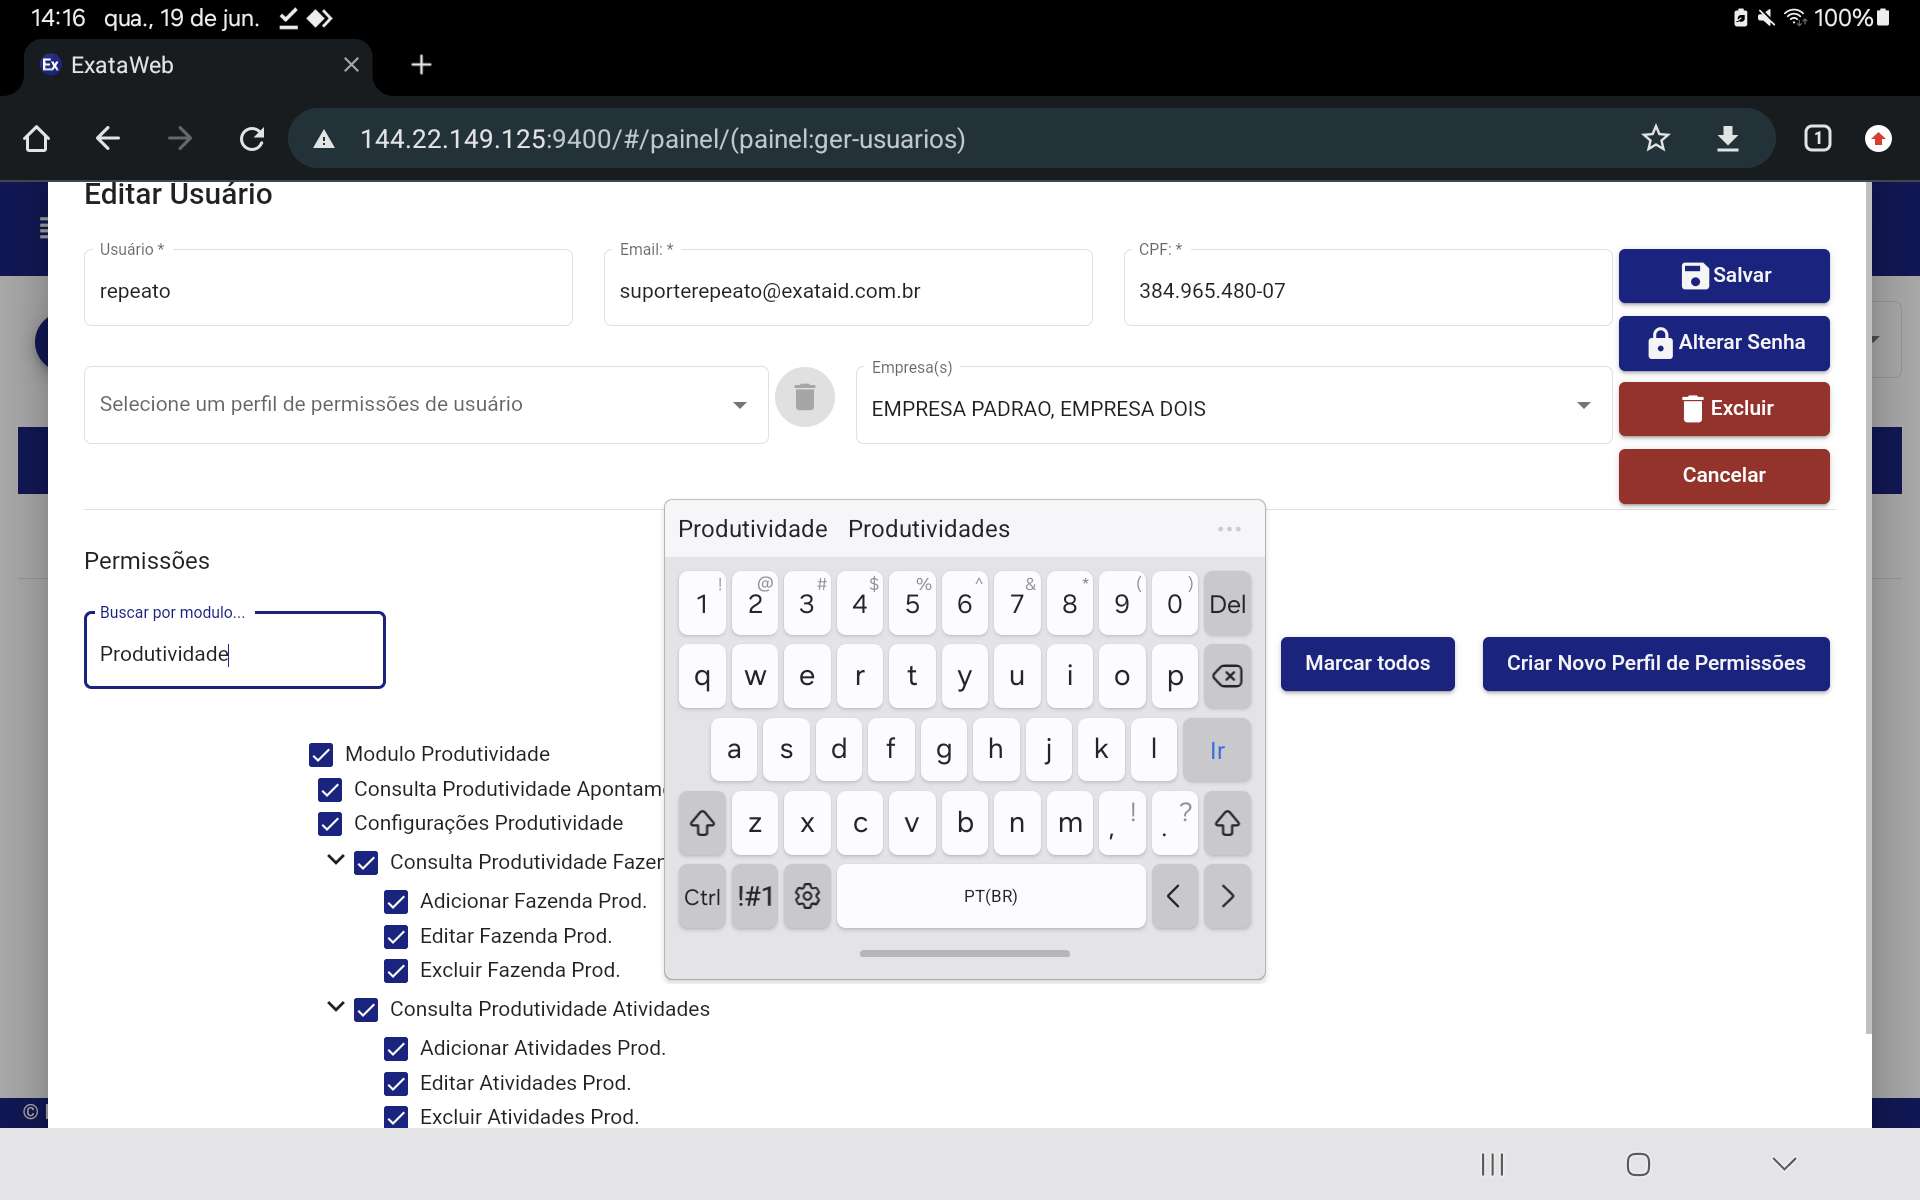 14:16 qua., 19 de jun.
100%
Ex ExataWeb
144.22.149.125:9400/#/painel/(painel:ger-usuarios)
1
Editar Usuário
Usuário *
repeato
Email: *
suporterepeato@exataid.com.br
CPF: *
384.965.480-07
Salvar
Alterar Senha
Selecione um perfil de permissões de usuário
Empresa(s)
EMPRESA PADRAO, EMPRESA DOIS
Excluir
Cancelar
Permissões
Buscar por modulo...
Produtividade
Marcar todos
Criar Novo Perfil de Permissões
Modulo Produtividade
Consulta Produtividade Apontam
Configurações Produtividade
Consulta Produtividade Fazen
Adicionar Fazenda Prod.
Editar Fazenda Prod.
Excluir Fazenda Prod.
Consulta Produtividade Atividades
Adicionar Atividades Prod.
Editar Atividades Prod.
Excluir Atividades Prod.
Produtividade Produtividades ...
! @ # $ % ^ & * ( )
1 2 3 4 5 6 7 8 9 0 Del
q w e r t y u i o p
a s d f g h j k l Ir
z x c v b n m , ! . ?
Ctrl !#1 PT(BR) < >
©